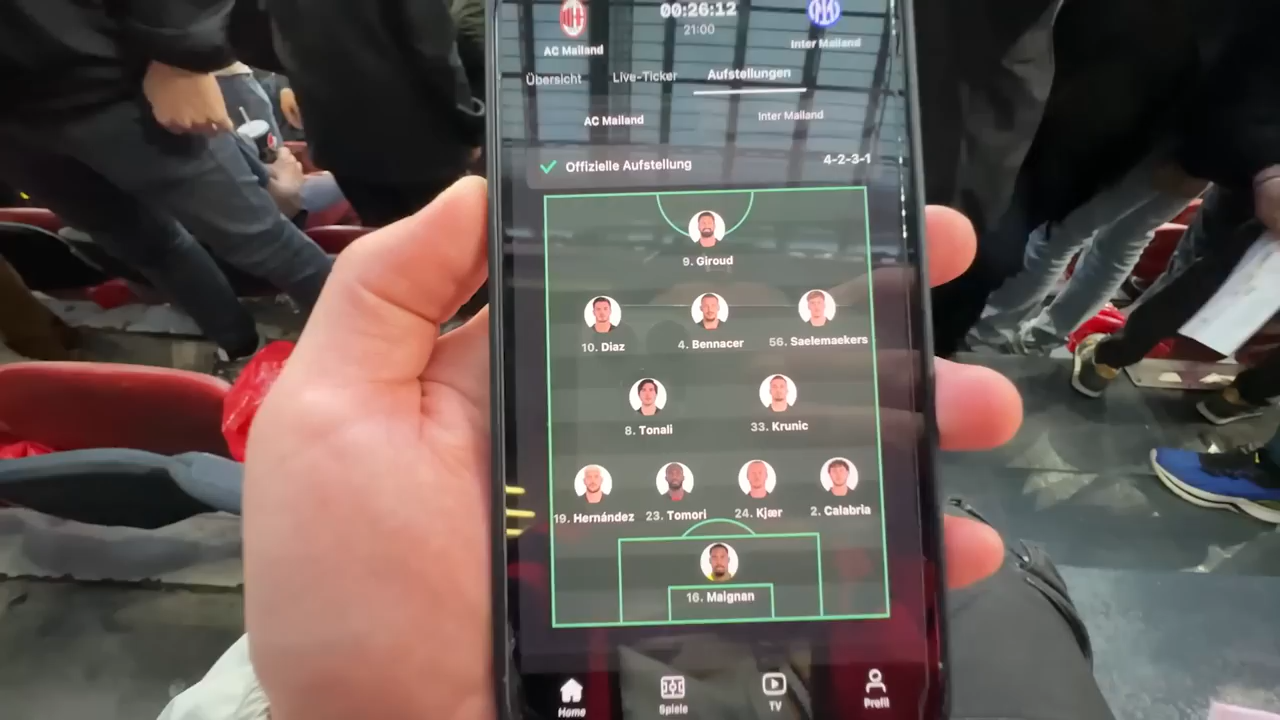 00:26:12
21:00
AC Mailand
Inter Mailand
Übersicht Live-Ticker Aufstellungen
AC Mailand Inter Mailand
Offizielle Aufstellung 4-2-3-1
9. Giroud
10. Diaz 4. Bennacer 56. Saelemaekers
8. Tonali 33. Krunic
19. Hernández 23. Tomori 24. Kjær 2. Calabria
16. Maignan
Home Spiele TV Profil